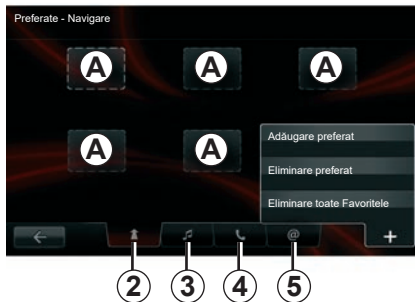 Preferate - Navigare
A A A
A A
Adăugare preferat
Eliminare preferat
Eliminare toate Favoritele
@
+
2 3 4 5